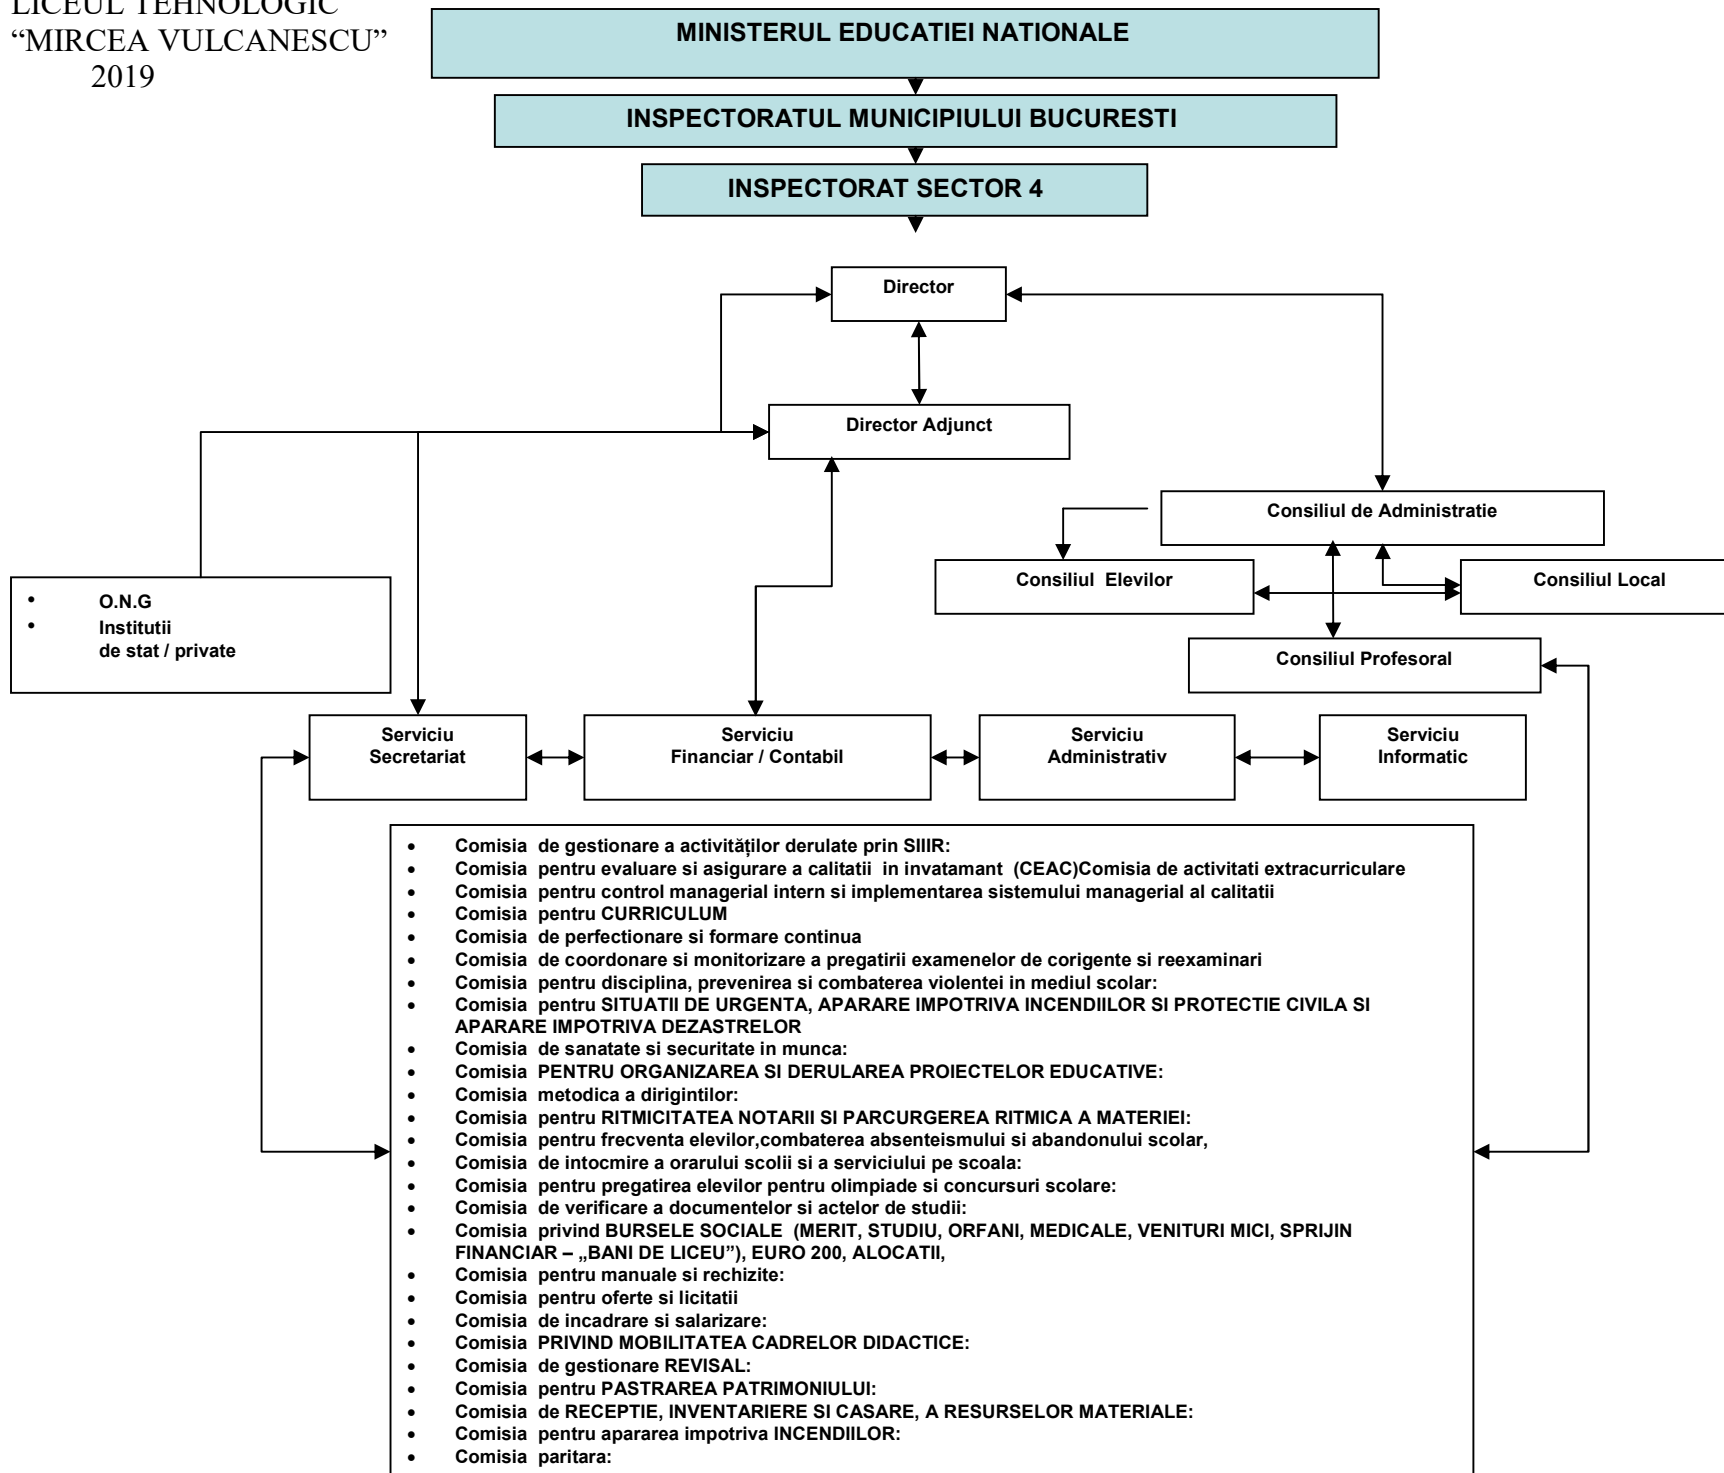 LICEUL TEHNOLOGIC
“MIRCEA VULCANESCU”
2019
MINISTERUL EDUCATIEI NATIONALE
INSPECTORATUL MUNICIPIULUI BUCURESTI
INSPECTORAT SECTOR 4
Director
Director Adjunct
Consiliul de Administratie
Consiliul Elevilor
Consiliul Local
• O.N.G
• Institutii
de stat / private
Consiliul Profesoral
Serviciu
Secretariat
Serviciu
Financiar / Contabil
Serviciu
Administrativ
Serviciu
Informatic
• Comisia de gestionare a activităților derulate prin SIIIR:
• Comisia pentru evaluare si asigurare a calitatii in invatamant (CEAC)Comisia de activitati extracurriculare
• Comisia pentru control managerial intern si implementarea sistemului managerial al calitatii
• Comisia pentru CURRICULUM
• Comisia de perfectionare si formare continua
• Comisia de coordonare si monitorizare a pregatirii examenelor de corigente si reexaminari
• Comisia pentru disciplina, prevenirea si combaterea violentei in mediul scolar:
• Comisia pentru SITUATII DE URGENTA, APARARE IMPOTRIVA INCENDIILOR SI PROTECTIE CIVILA SI
APARARE IMPOTRIVA DEZASTRELOR
• Comisia de sanatate si securitate in munca:
• Comisia PENTRU ORGANIZAREA SI DERULAREA PROIECTELOR EDUCATIVE:
• Comisia metodica a dirigintilor:
• Comisia pentru RITMICITATEA NOTARII SI PARCURGEREA RITMICA A MATERIEI:
• Comisia pentru frecventa elevilor,combaterea absenteismului si abandonului scolar,
• Comisia de intocmire a orarului scolii si a serviciului pe scoala:
• Comisia pentru pregatirea elevilor pentru olimpiade si concursuri scolare:
• Comisia de verificare a documentelor si actelor de studii:
• Comisia privind BURSELE SOCIALE (MERIT, STUDIU, ORFANI, MEDICALE, VENITURI MICI, SPRIJIN
FINANCIAR – „BANI DE LICEU”), EURO 200, ALOCATII,
• Comisia pentru manuale si rechizite:
• Comisia pentru oferte si licitatii
• Comisia de incadrare si salarizare:
• Comisia PRIVIND MOBILITATEA CADRELOR DIDACTICE:
• Comisia de gestionare REVISAL:
• Comisia pentru PASTRAREA PATRIMONIULUI:
• Comisia de RECEPTIE, INVENTARIERE SI CASARE, A RESURSELOR MATERIALE:
• Comisia pentru apararea impotriva INCENDIILOR:
• Comisia paritara: